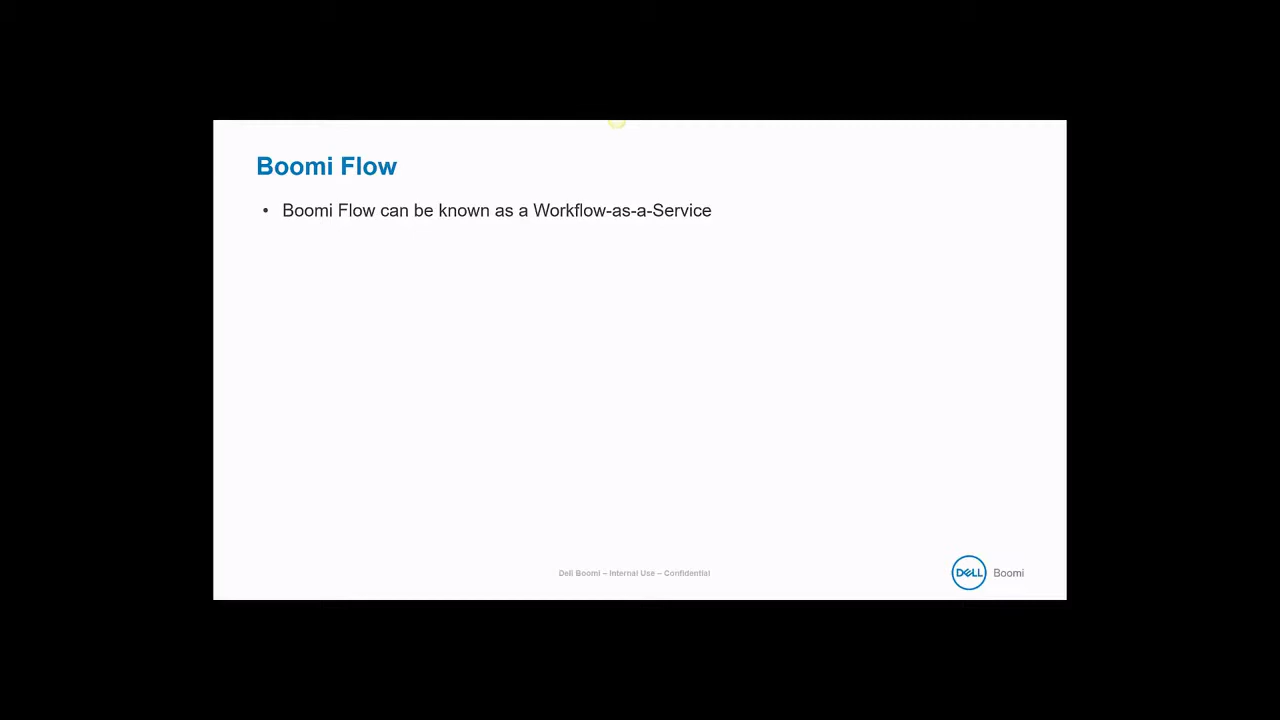 Boomi Flow
• Boomi Flow can be known as a Workflow-as-a-Service
Dell Boomi – Internal Use – Confidential
DELL Boomi